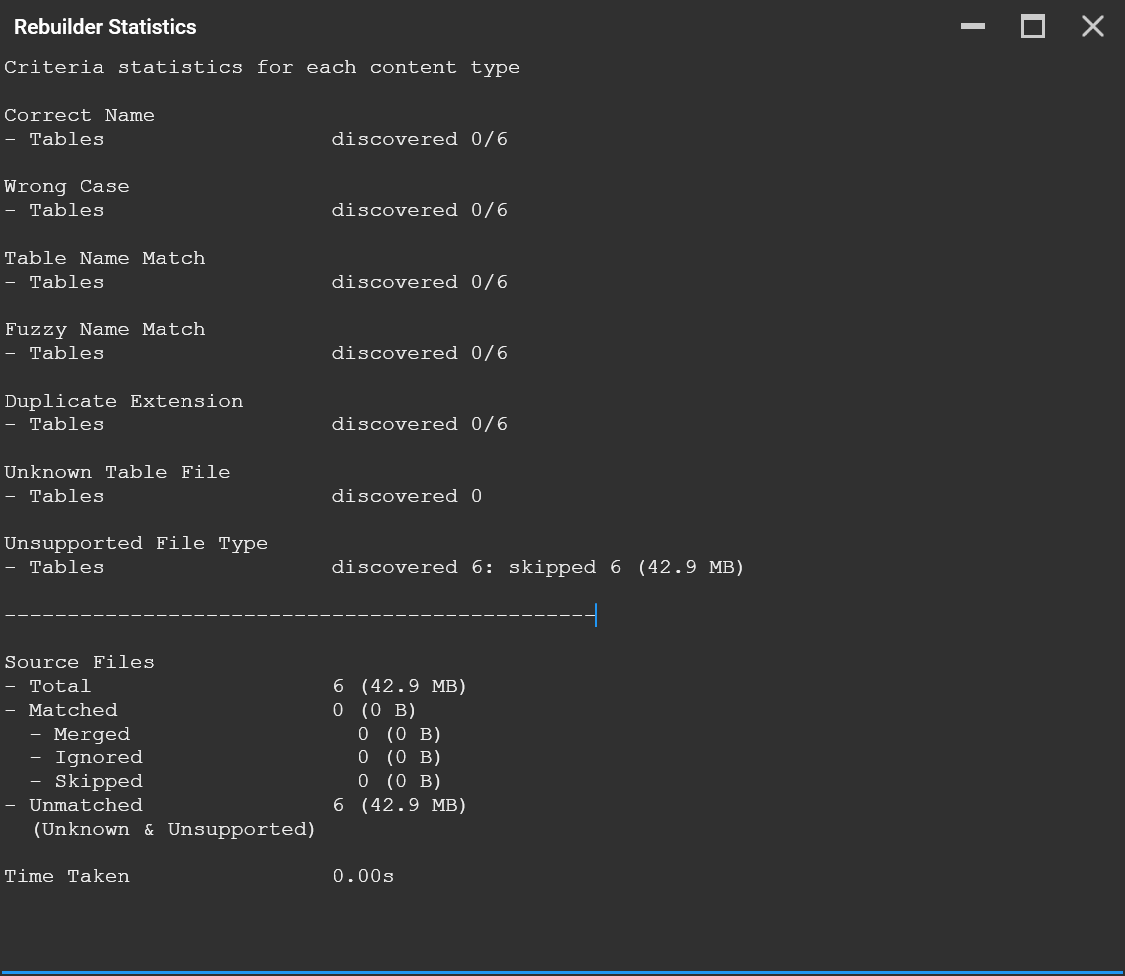 Rebuilder Statistics
Criteria statistics for each content type
Correct Name
- Tables discovered 0/6
Wrong Case
- Tables discovered 0/6
Table Name Match
- Tables discovered 0/6
Fuzzy Name Match
- Tables discovered 0/6
Duplicate Extension
- Tables discovered 0/6
Unknown Table File
- Tables discovered 0
Unsupported File Type
- Tables discovered 6: skipped 6 (42.9 MB)
-----------------------------------------------
Source Files
- Total 6 (42.9 MB)
- Matched 0 (0 B)
- Merged 0 (0 B)
- Ignored 0 (0 B)
- Skipped 0 (0 B)
- Unmatched 6 (42.9 MB)
(Unknown & Unsupported)
Time Taken 0.00s